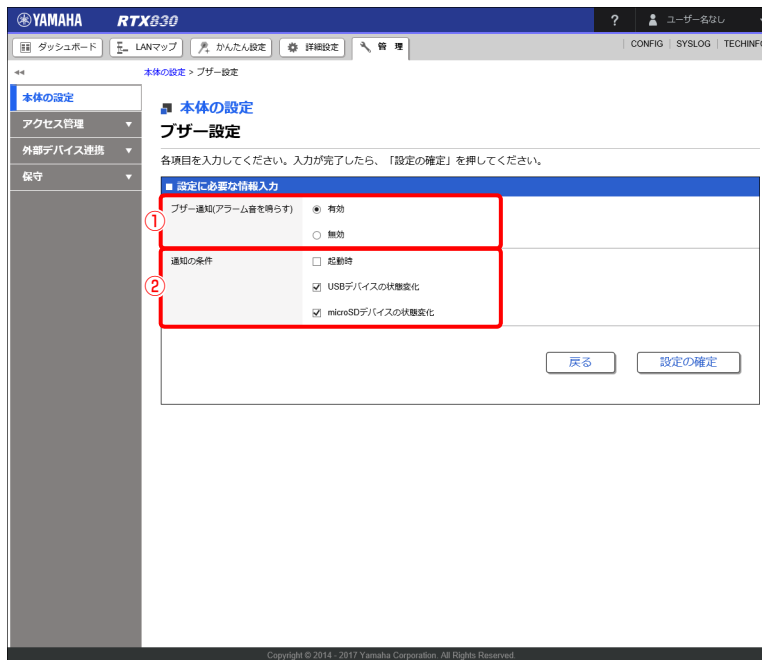 YAMAHA RTX830 ? ユーザー名なし
ダッシュボード LANマップ かんたん設定 詳細設定 管 理 CONFIG SYSLOG TECHINFO
本体の設定 > ブザー設定
本体の設定
アクセス管理
外部デバイス連携
保守
本体の設定
ブザー設定
各項目を入力してください。入力が完了したら、「設定の確定」を押してください。
■ 設定に必要な情報入力
① ブザー通知(アラーム音を鳴らす) 有効
無効
② 通知の条件 起動時
USBデバイスの状態変化
microSDデバイスの状態変化
戻る 設定の確定
Copyright © 2014 - 2017 Yamaha Corporation. All Rights Reserved.